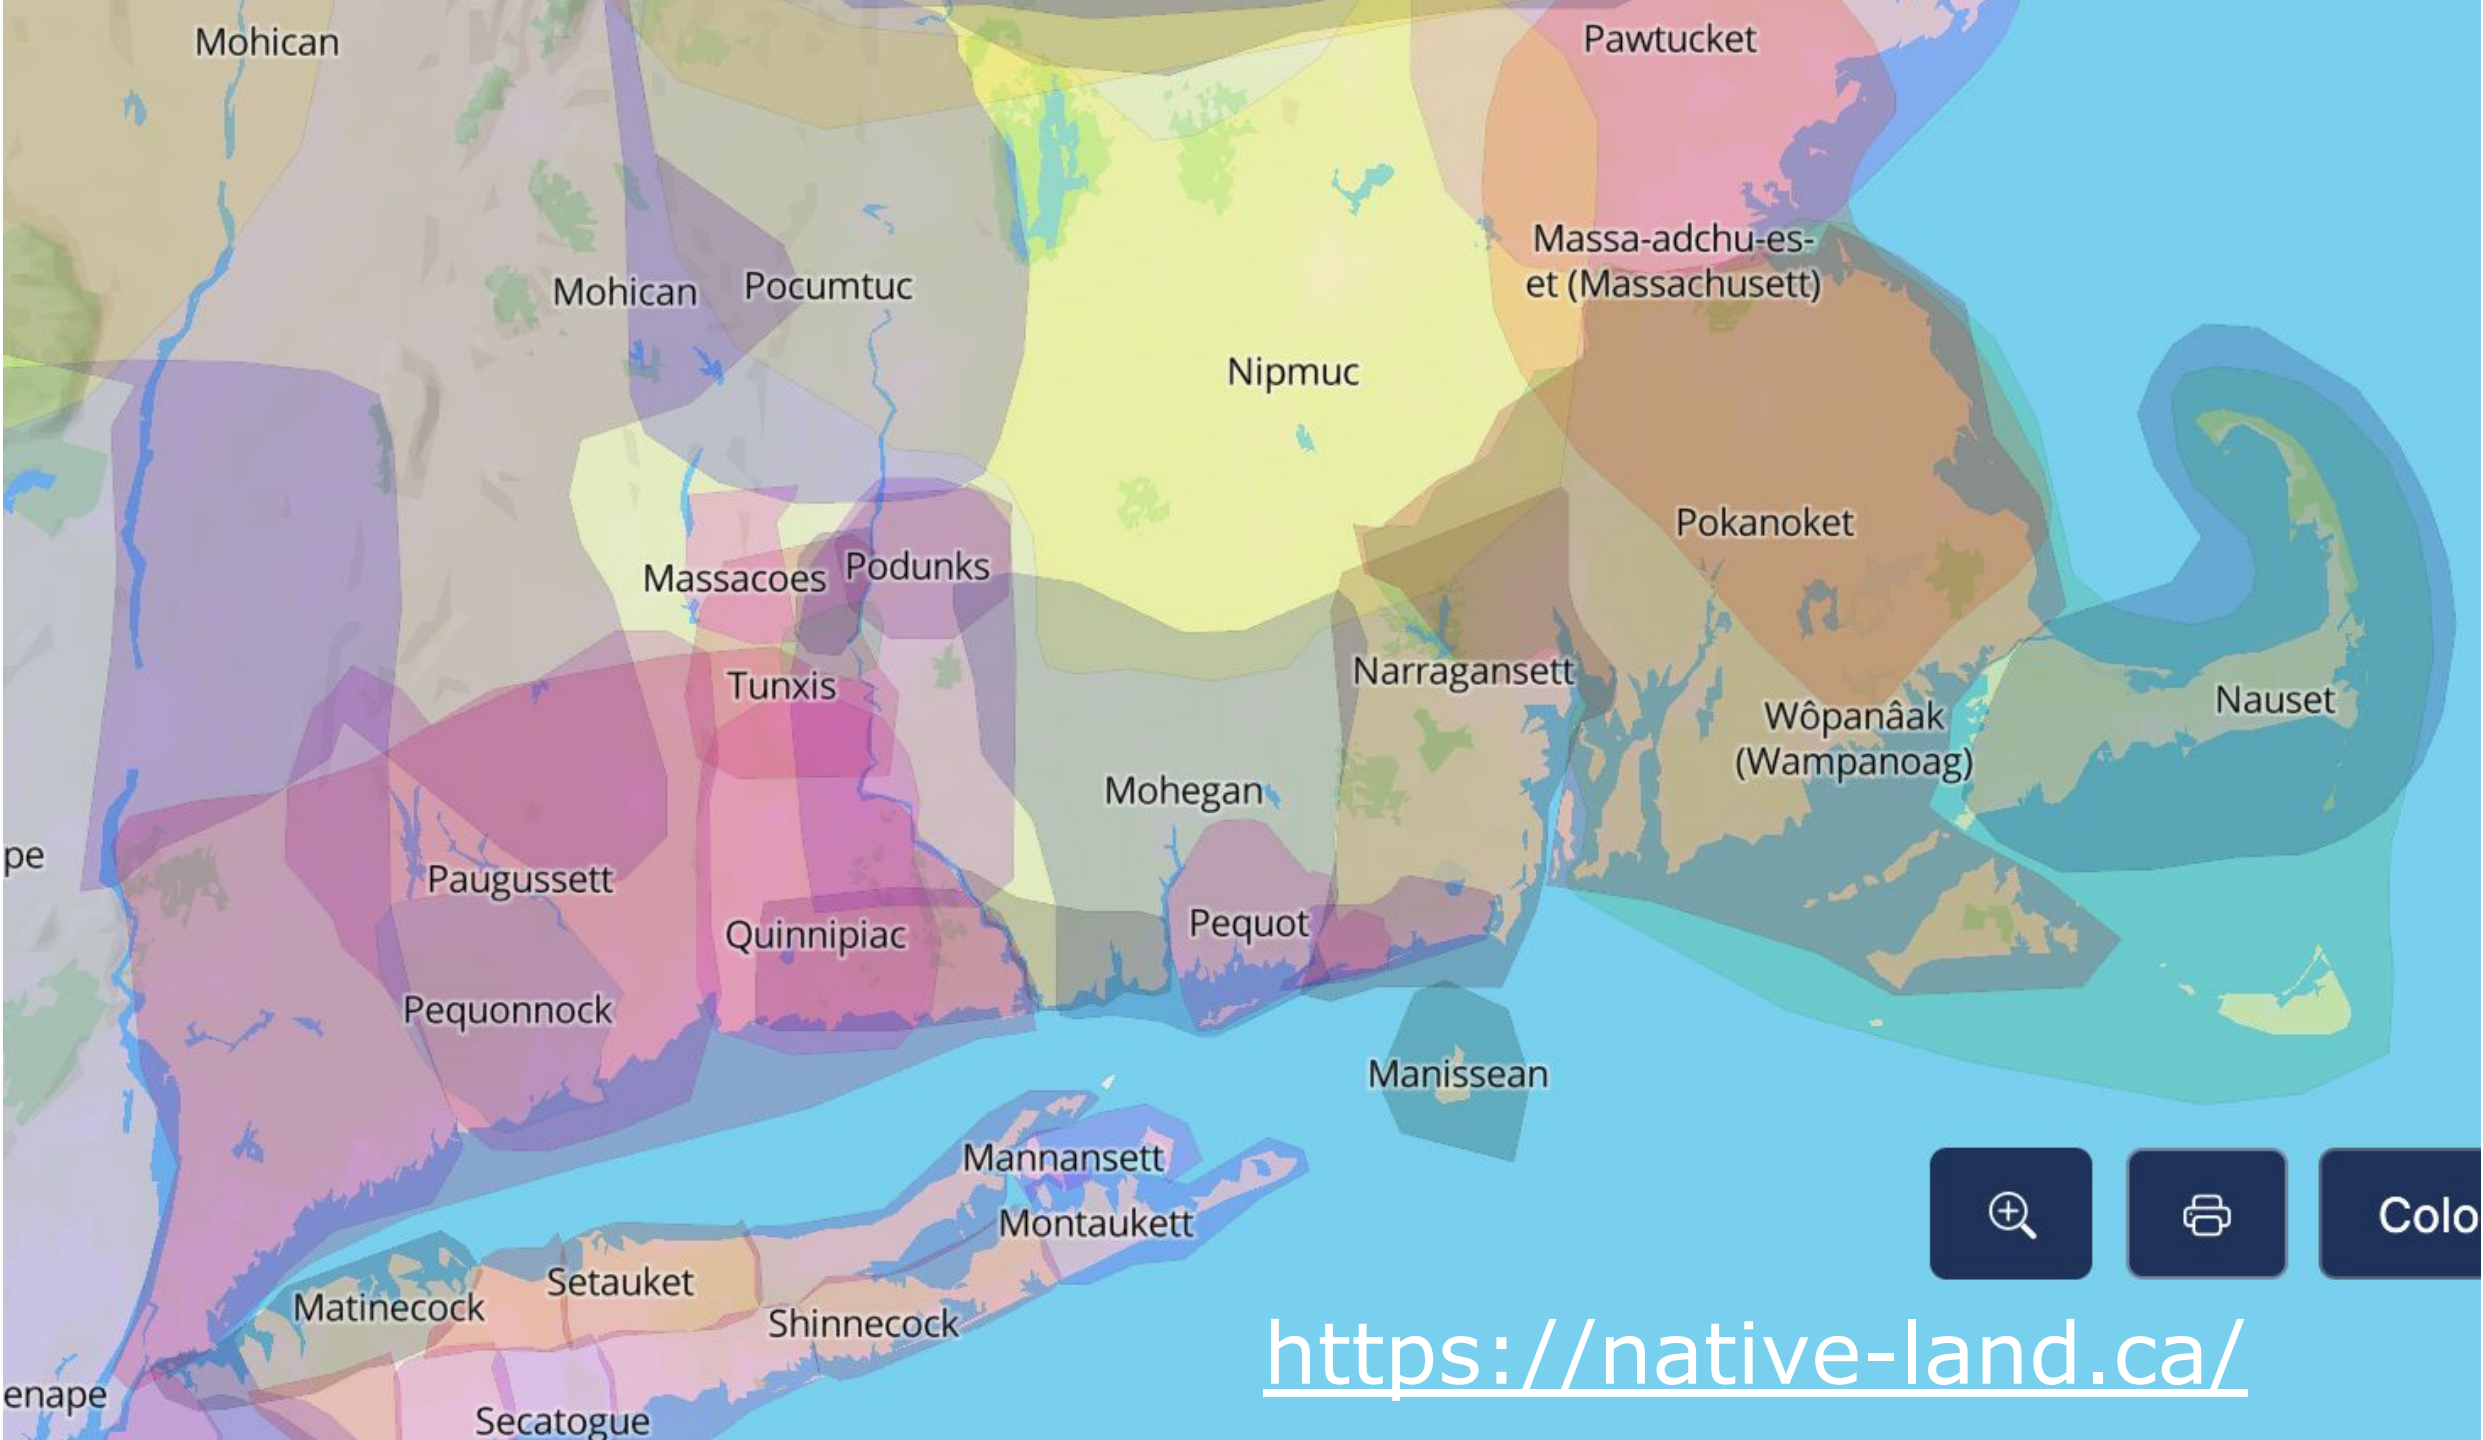 Mohican
Pawtucket
Massa-adchu-es-
et (Massachusett)
Mohican
Pocumtuc
Nipmuc
Pokanoket
Massacoes
Podunks
Narragansett
Tunxis
Nauset
Wôpanâak
(Wampanoag)
Mohegan
pe
Paugussett
Quinnipiac
Pequot
Pequonnock
Manissean
Mannansett
Montaukett
Colo
Setauket
Matinecock
Shinnecock
https://native-land.ca/
enape
Secatogue